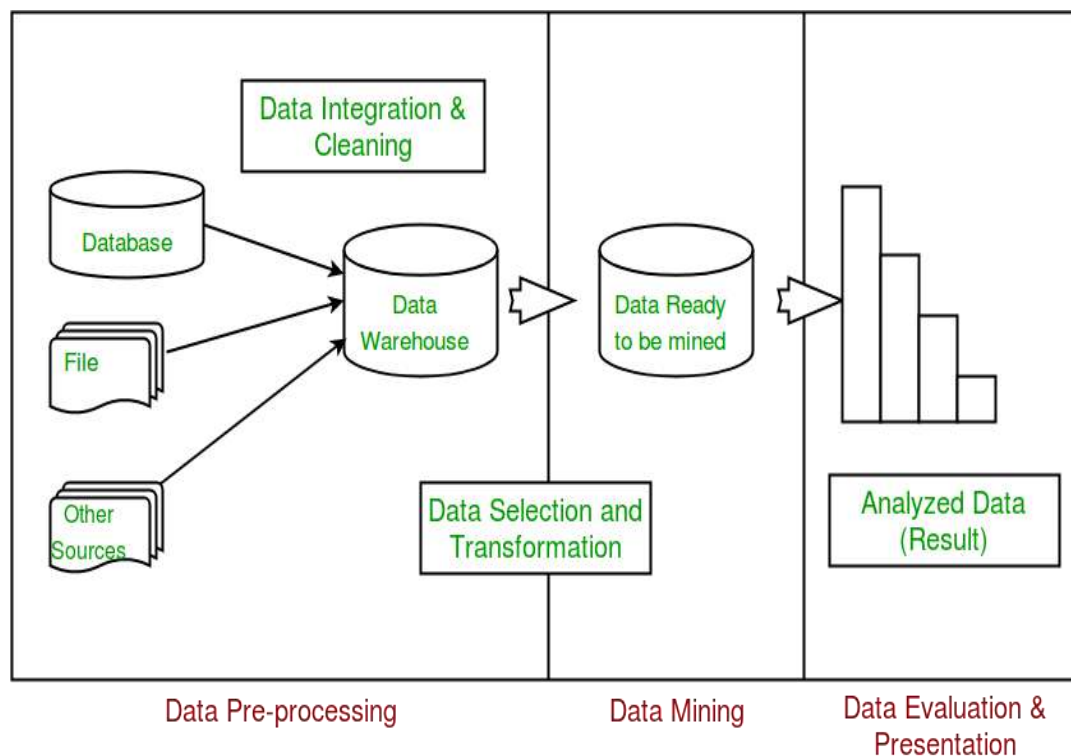 Data Integration &
Cleaning
Database
File
Other
Sources
Data
Warehouse
Data Ready
to be mined
Data Selection and
Transformation
Analyzed Data
(Result)
Data Pre-processing
Data Mining
Data Evaluation &
Presentation